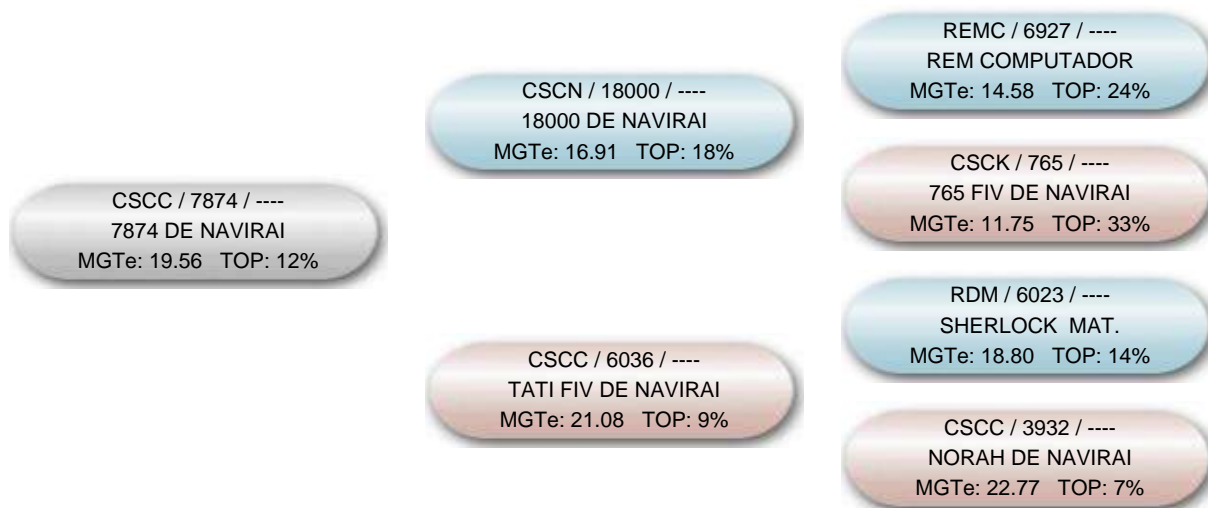 CSCC / 7874 / ----
7874 DE NAVIRAI
MGTe: 19.56 TOP: 12%
CSCN / 18000 / ----
18000 DE NAVIRAI
MGTe: 16.91 TOP: 18%
CSCC / 6036 / ----
TATI FIV DE NAVIRAI
MGTe: 21.08 TOP: 9%
REMC / 6927 / ----
REM COMPUTADOR
MGTe: 14.58 TOP: 24%
CSCK / 765 / ----
765 FIV DE NAVIRAI
MGTe: 11.75 TOP: 33%
RDM / 6023 / ----
SHERLOCK MAT.
MGTe: 18.80 TOP: 14%
CSCC / 3932 / ----
NORAH DE NAVIRAI
MGTe: 22.77 TOP: 7%